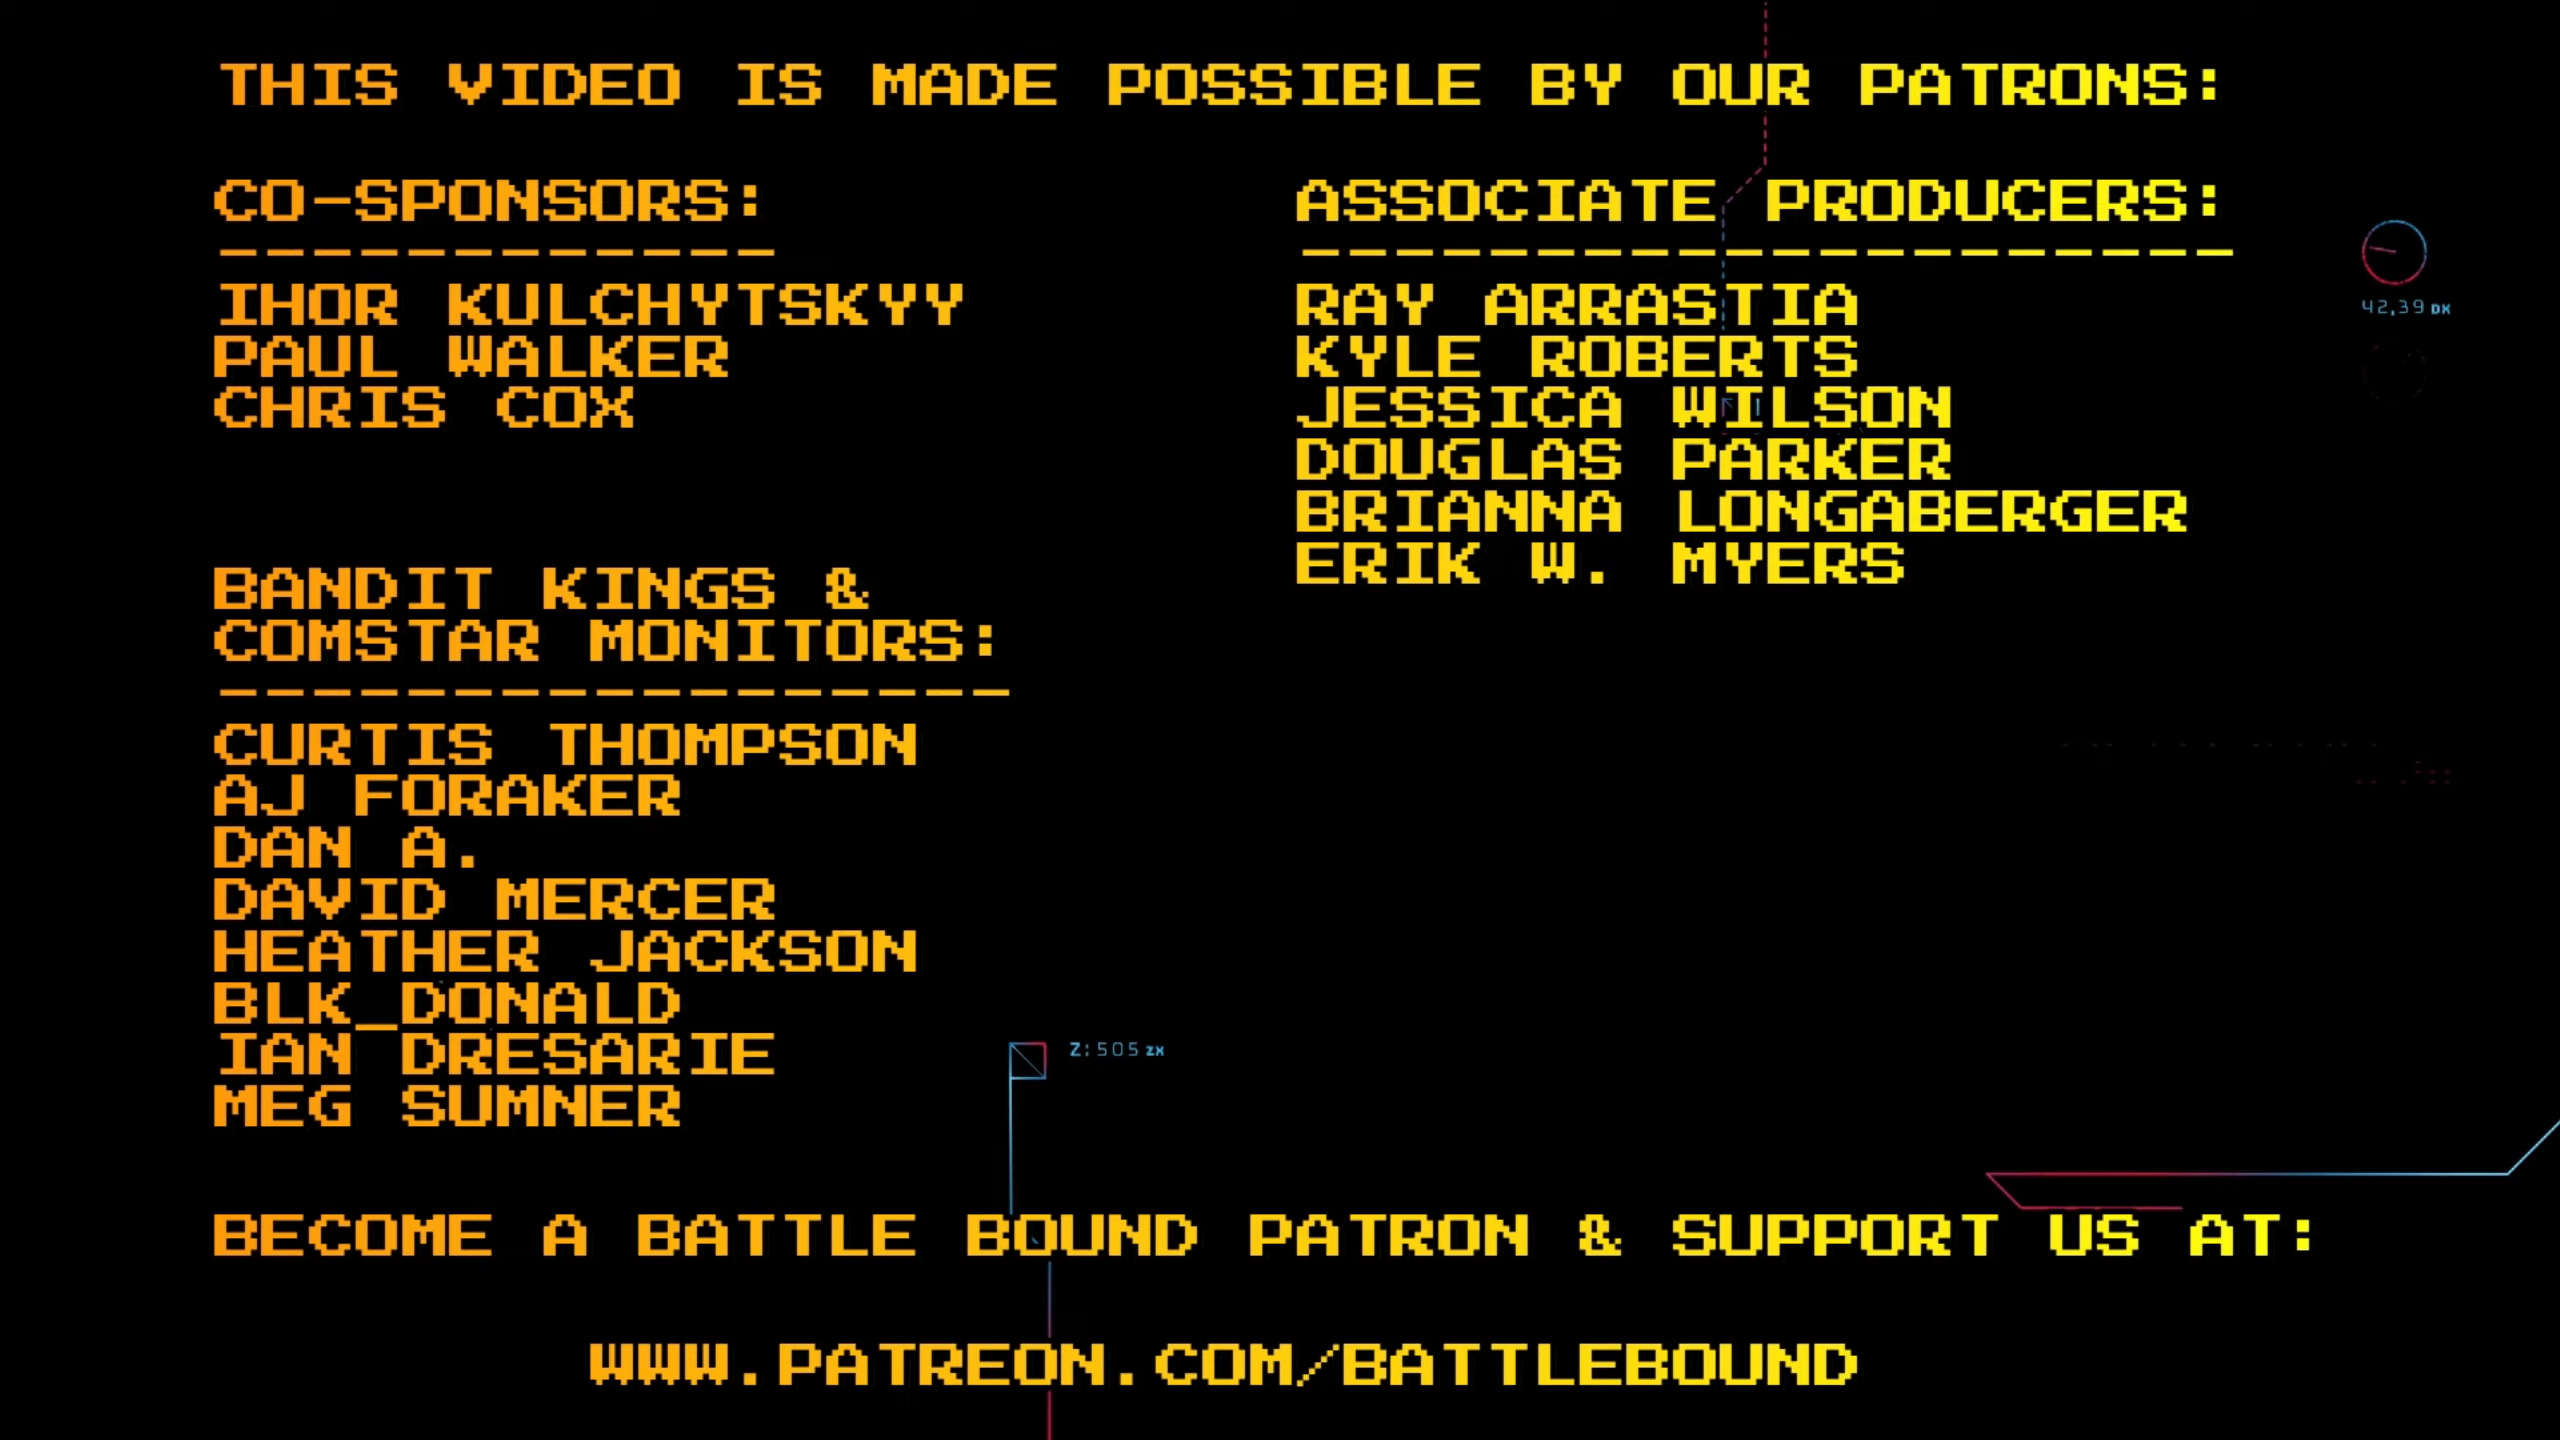 THIS VIDEO IS MADE POSSIBLE BY OUR PATRONS:
CO-SPONSORS:
------------
IHOR KULCHYTSKYY
PAUL WALKER
CHRIS COX
BANDIT KINGS &
COMSTAR MONITORS:
-----------------
CURTIS THOMPSON
AJ FORAKER
DAN A.
DAVID MERCER
HEATHER JACKSON
BLK_DONALD
IAN DRESARIE
MEG SUMNER
ASSOCIATE PRODUCERS:
--------------------
RAY ARRASTIA
KYLE ROBERTS
JESSICA WILSON
DOUGLAS PARKER
BRIANNA LONGABERGER
ERIK W. MYERS
42,39 DX
Z:505 ZX
BECOME A BATTLE BOUND PATRON & SUPPORT US AT:
WWW.PATREON.COM/BATTLEBOUND